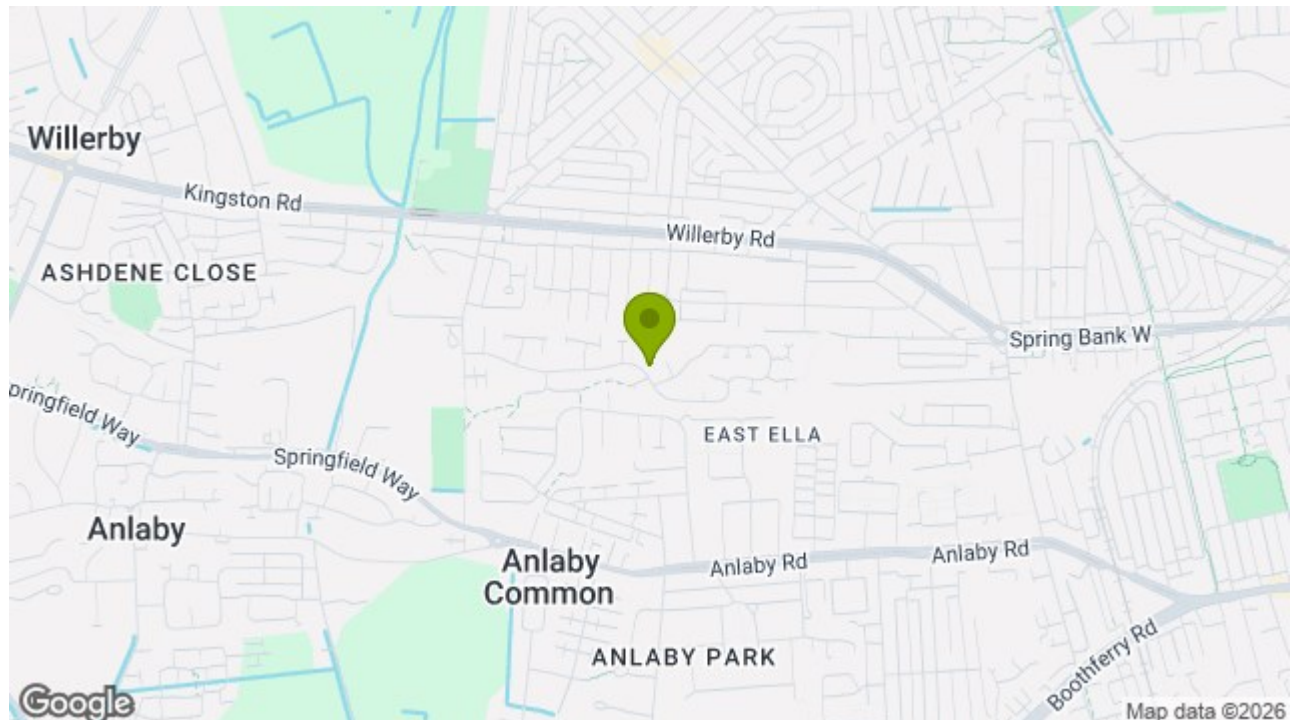 Willerby
Kingston Rd
Willerby Rd
ASHDENE CLOSE
Spring Bank W
pringfield Way
EAST ELLA
Springfield Way
Anlaby
Anlaby Rd
Anlaby
Common
Anlaby Rd
ANLABY PARK
Boothferry Rd
Google
Map data ©2026